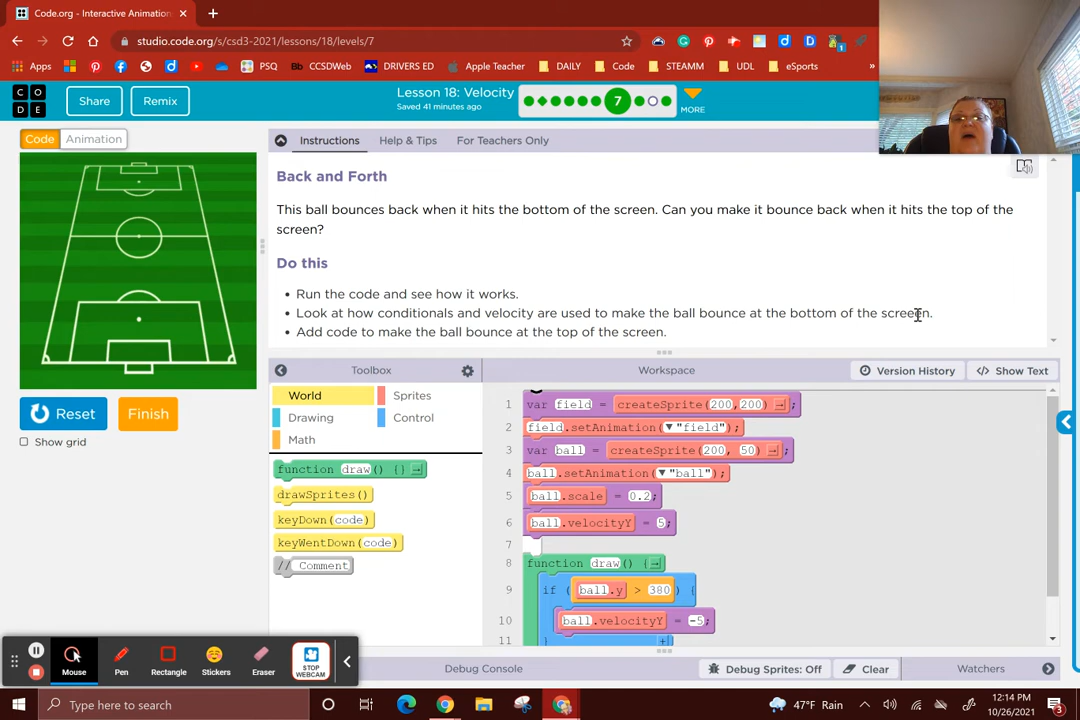 Code.org - Interactive Animation
studio.code.org/s/csd3-2021/lessons/18/levels/7
Apps
PSQ
Bb CCSDWeb
DRIVERS ED
Apple Teacher
DAILY
Code
STEAMM
UDL
eSports
»
C O
D E
Share
Remix
Lesson 18: Velocity
Saved 41 minutes ago
7
MORE
Code
Animation
Instructions
Help & Tips
For Teachers Only
Back and Forth
This ball bounces back when it hits the bottom of the screen. Can you make it bounce back when it hits the top of the
screen?
Do this
• Run the code and see how it works.
• Look at how conditionals and velocity are used to make the ball bounce at the bottom of the screen.
• Add code to make the ball bounce at the top of the screen.
Toolbox
Workspace
Version History
</> Show Text
World
Sprites
Drawing
Control
Math
function draw() {}
drawSprites()
keyDown(code)
keyWentDown(code)
// Comment
1 var field = createSprite(200,200);
2 field.setAnimation("field");
3 var ball = createSprite(200, 50);
4 ball.setAnimation("ball");
5 ball.scale = 0.2;
6 ball.velocityY = 5;
7
8 function draw() {
9 if (ball.y > 380) {
10 ball.velocityY = -5;
11 }
Reset
Finish
Show grid
Mouse
Pen
Rectangle
Stickers
Eraser
STOP
WEBCAM
Debug Console
Debug Sprites: Off
Clear
Watchers
Type here to search
47°F Rain
12:14 PM
10/26/2021
3